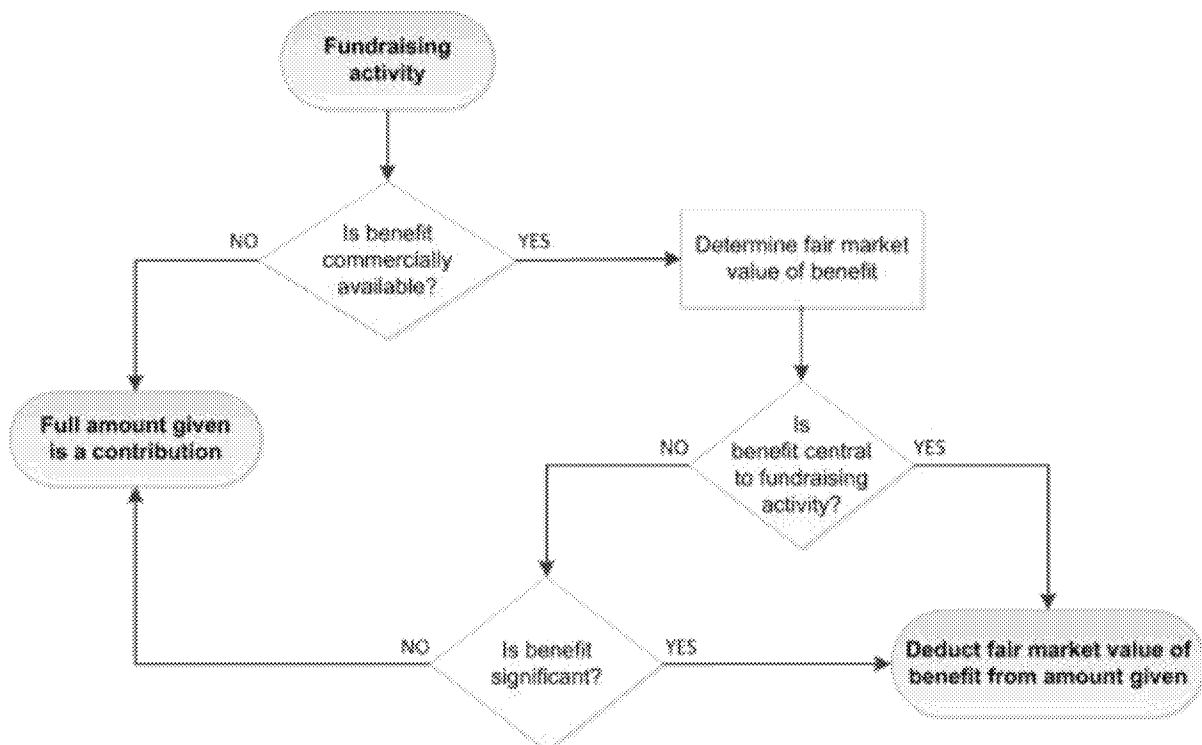 Fundraising
activity
NO
Is benefit
commercially
available?
YES
Determine fair market
value of benefit
Full amount given
is a contribution
NO
Is
benefit central
to fundraising
activity?
YES
NO
Is benefit
significant?
YES
Deduct fair market value of
benefit from amount given